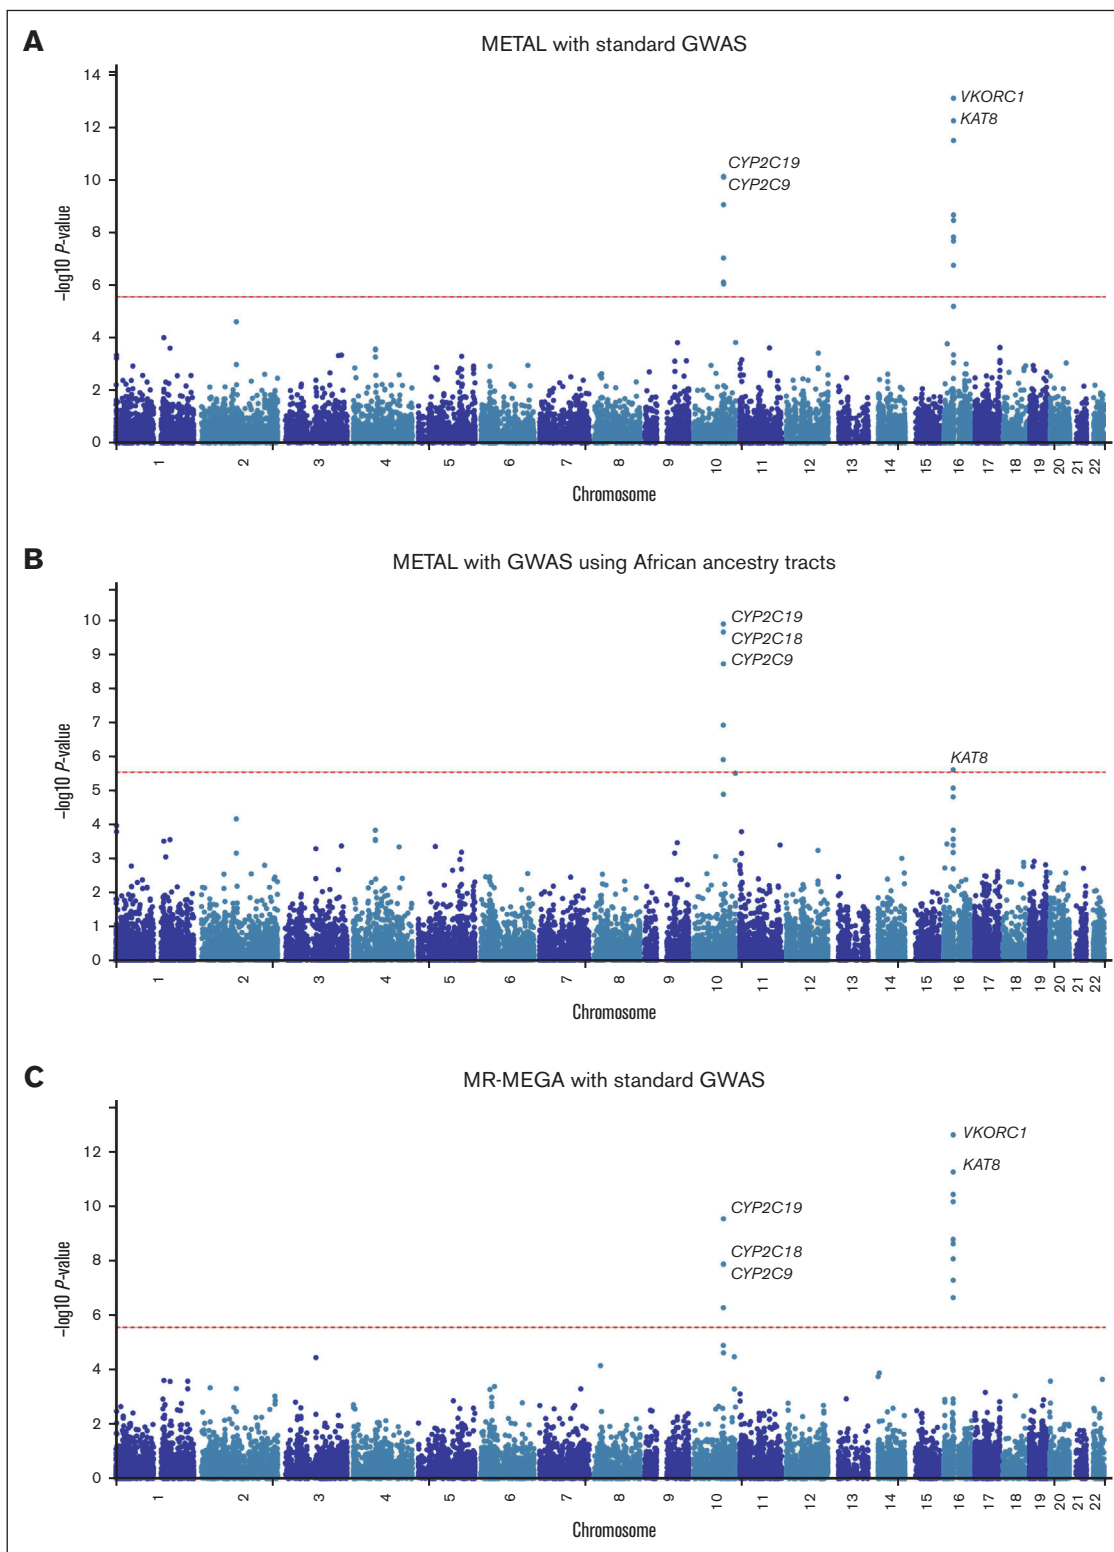 A
METAL with standard GWAS
14
12
10
8
6
4
2
0
–log10 P-value
VKORC1
KAT8
CYP2C19
CYP2C9
1 2 3 4 5 6 7 8 9 10 11 12 13 14 15 16 17 18 19 20 21 22
Chromosome
B
METAL with GWAS using African ancestry tracts
10
9
8
7
6
5
4
3
2
1
0
–log10 P-value
CYP2C19
CYP2C18
CYP2C9
KAT8
1 2 3 4 5 6 7 8 9 10 11 12 13 14 15 16 17 18 19 20 21 22
Chromosome
C
MR-MEGA with standard GWAS
12
10
8
6
4
2
0
–log10 P-value
VKORC1
KAT8
CYP2C19
CYP2C18
CYP2C9
1 2 3 4 5 6 7 8 9 10 11 12 13 14 15 16 17 18 19 20 21 22
Chromosome